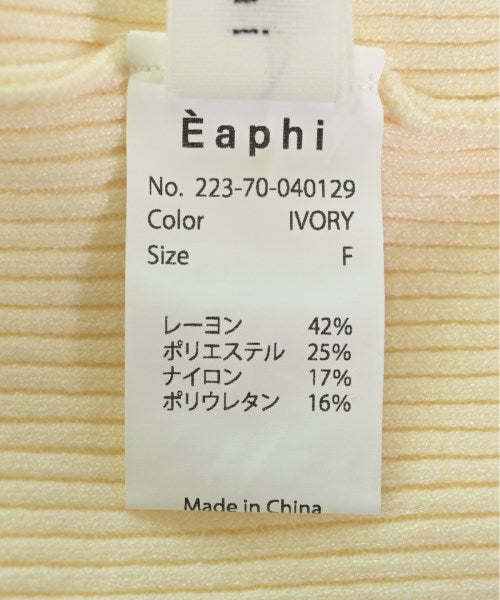 Èaphi
No. 223-70-040129
Color IVORY
Size F
レーヨン 42%
ポリエステル 25%
ナイロン 17%
ポリウレタン 16%
Made in China